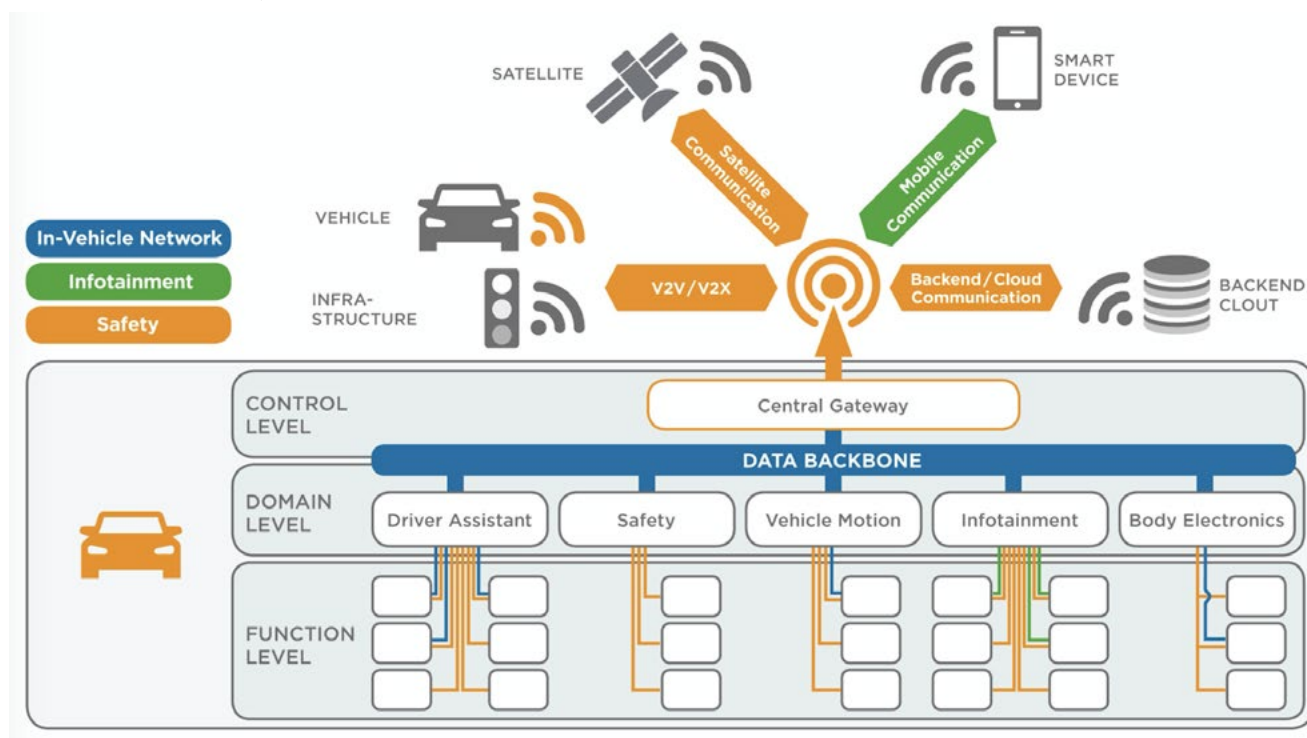 SATELLITE
SMART
DEVICE
Satellite
Communication
Mobile
Communication
VEHICLE
In-Vehicle Network
Infotainment
Safety
INFRA-
STRUCTURE
V2V/V2X
Backend/Cloud
Communication
BACKEND
CLOUT
CONTROL
LEVEL
Central Gateway
DATA BACKBONE
DOMAIN
LEVEL
Driver Assistant
Safety
Vehicle Motion
Infotainment
Body Electronics
FUNCTION
LEVEL